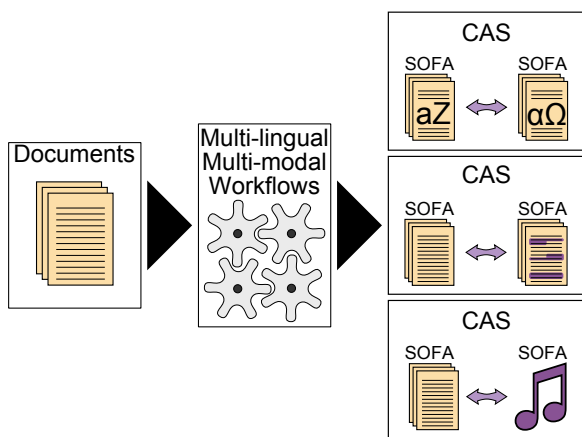 Documents
Multi-lingual
Multi-modal
Workflows
CAS
SOFA SOFA
aZ αΩ
CAS
SOFA SOFA
CAS
SOFA SOFA